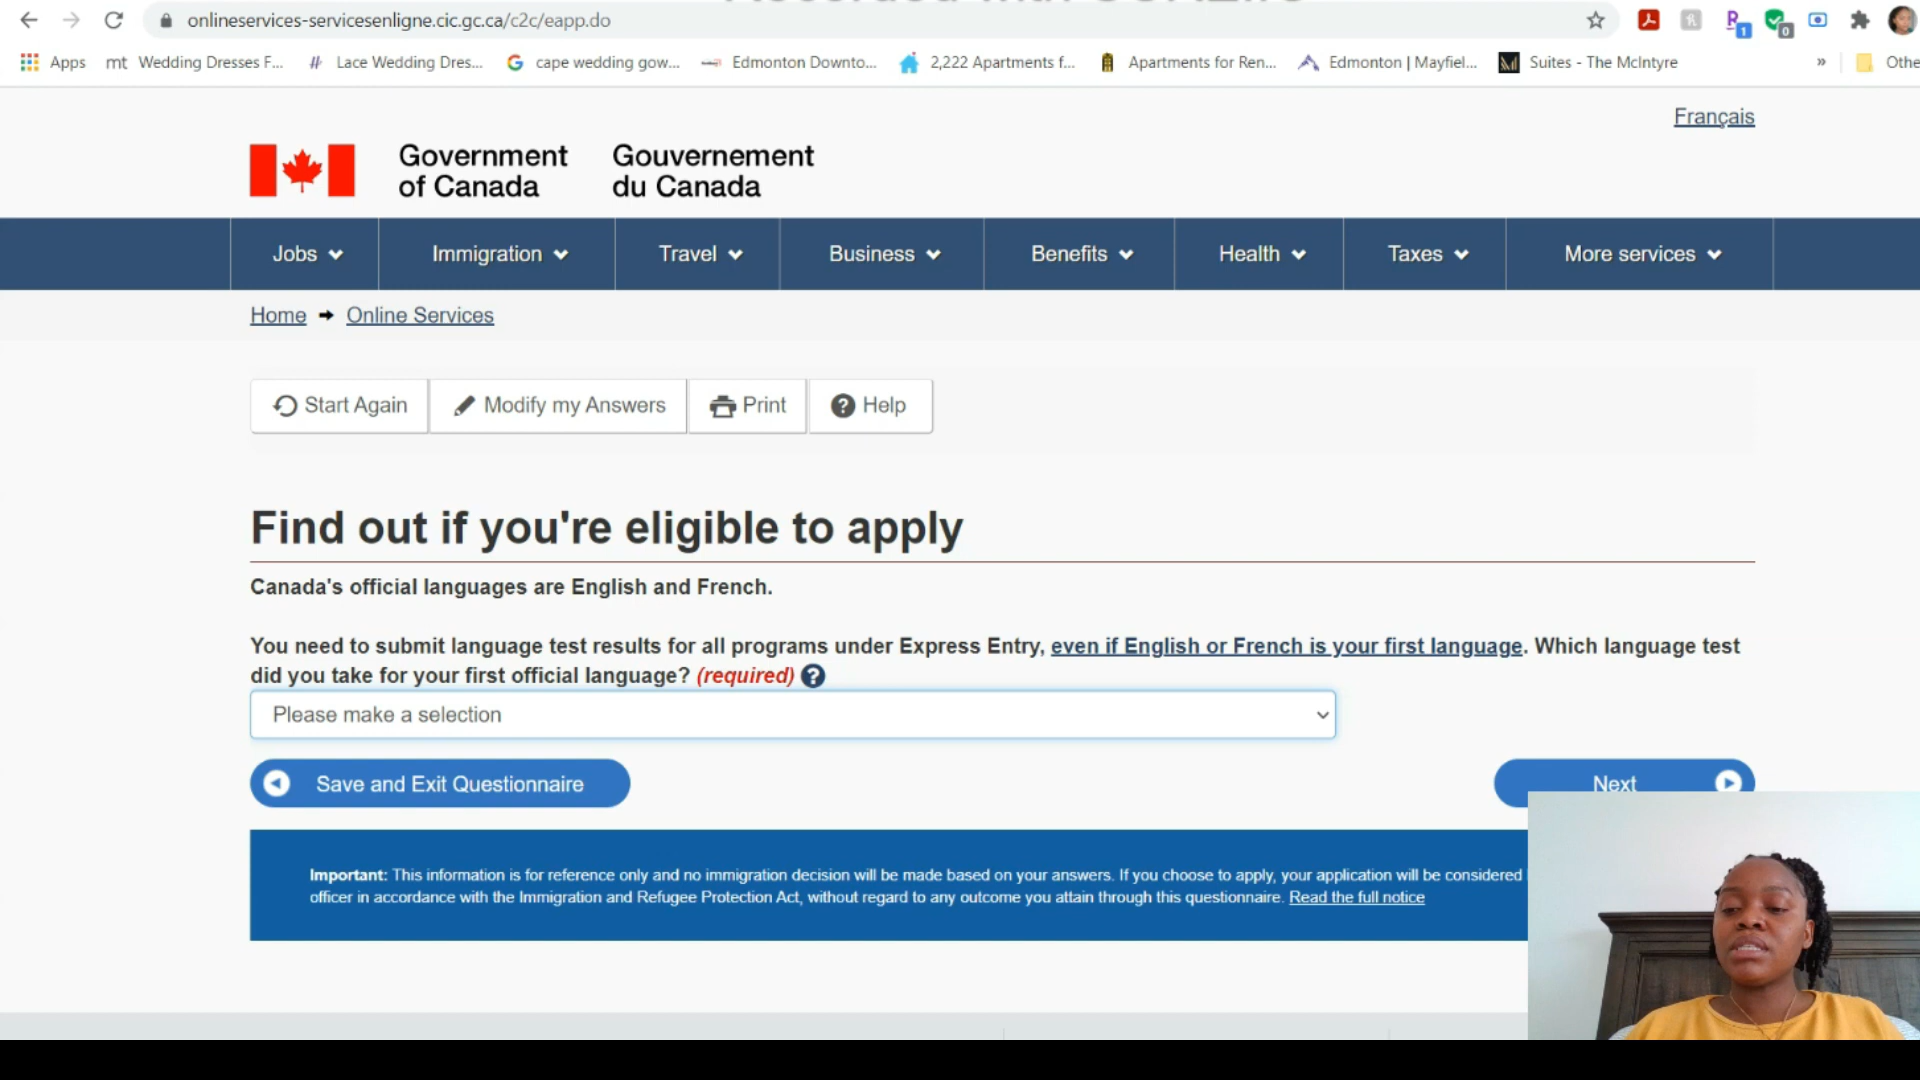 onlineservices-servicesenligne.cic.gc.ca/c2c/eapp.do
Apps mt Wedding Dresses F... Lace Wedding Dres... cape wedding gow... Edmonton Downto... 2,222 Apartments f... Apartments for Ren... Edmonton | Mayfiel... Suites - The McIntyre » Othe
Français
Government Gouvernement
of Canada du Canada
Jobs Immigration Travel Business Benefits Health Taxes More services
Home Online Services
Start Again Modify my Answers Print Help
Find out if you're eligible to apply
Canada's official languages are English and French.
You need to submit language test results for all programs under Express Entry, even if English or French is your first language. Which language test
did you take for your first official language? (required) ?
Please make a selection
Save and Exit Questionnaire Next
Important: This information is for reference only and no immigration decision will be made based on your answers. If you choose to apply, your application will be considered
officer in accordance with the Immigration and Refugee Protection Act, without regard to any outcome you attain through this questionnaire. Read the full notice